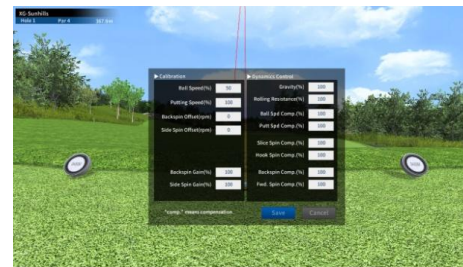 XG-Sunhills
Hole 1 Par 4
▶ Calibration
Ball Speed(%) 50
Putting Speed(%) 100
Backspin Offset(rpm) 0
Side Spin Offset(rpm) 0
Backspin Gain(%) 100
Side Spin Gain(%) 100
▶ Dynamics Control
Gravity(%) 100
Rolling Resistance(%) 100
Ball Spd Comp.(%) 100
Putt Spd Comp.(%) 100
Slice Spin Comp.(%) 100
Hook Spin Comp.(%) 100
Backspin Comp.(%) 100
Fwd. Spin Comp.(%) 100
"comp." means compensation
Save Cancel